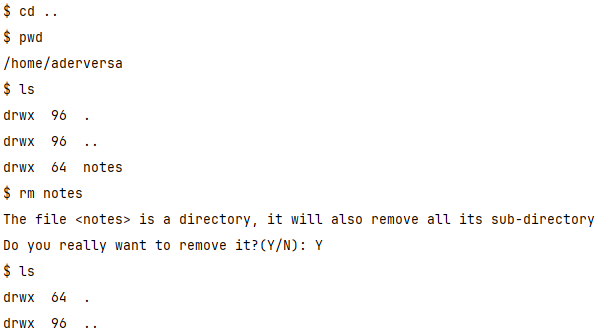 $ cd ..
$ pwd
/home/aderversa
$ ls
drwx  96  .
drwx  96  ..
drwx  64  notes
$ rm notes
The file <notes> is a directory, it will also remove all its sub-directory
Do you really want to remove it?(Y/N): Y
$ ls
drwx  64  .
drwx  96  ..